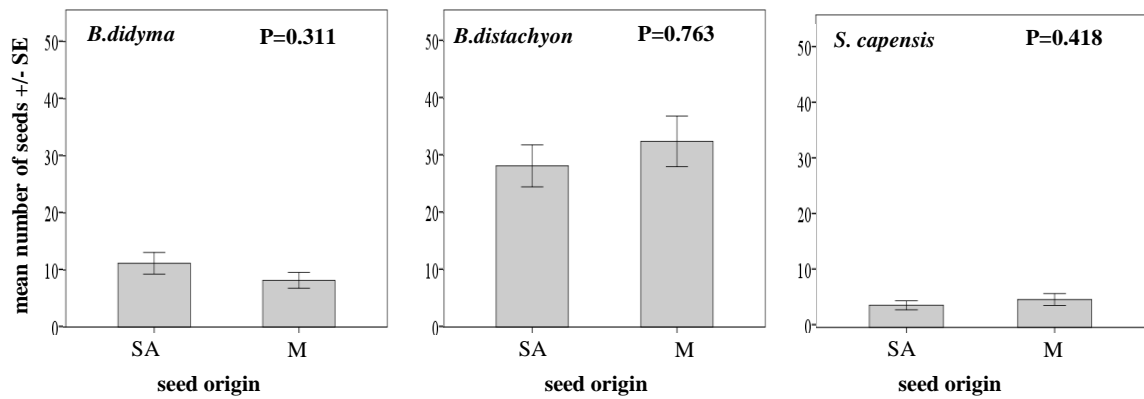 B.didyma P=0.311
B.distachyon P=0.763
S. capensis P=0.418
mean number of seeds +/- SE
50
40
30
20
10
0
50
40
30
20
10
0
50
40
30
20
10
0
SA M
SA M
SA M
seed origin
seed origin
seed origin